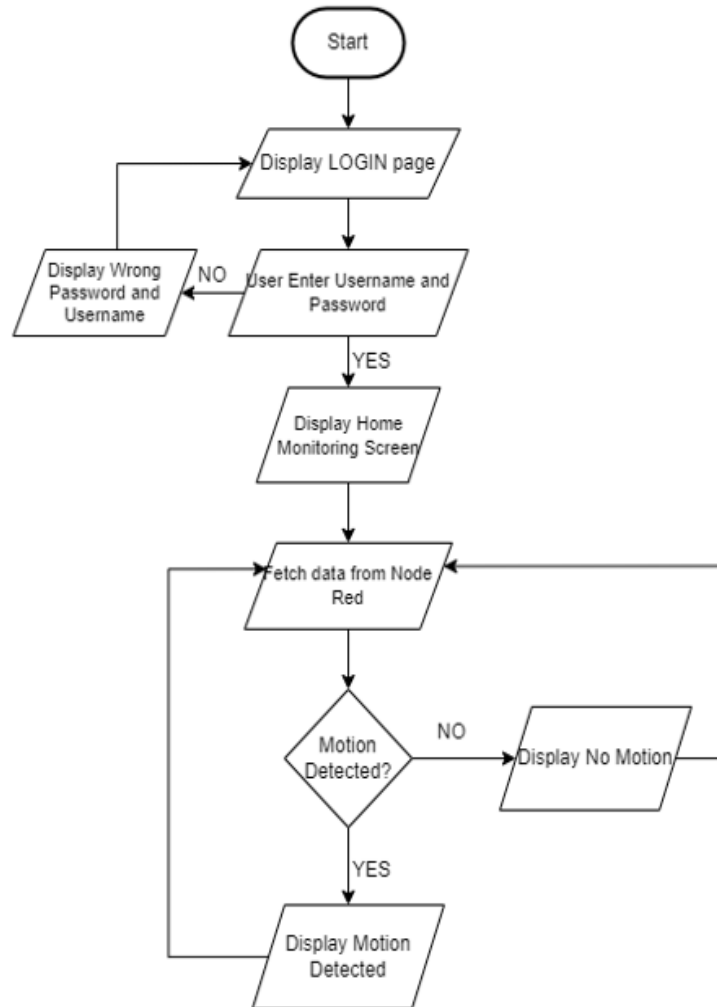 Start
Display LOGIN page
Display Wrong
Password and
Username
NO
User Enter Username and
Password
YES
Display Home
Monitoring Screen
Fetch data from Node
Red
Motion
Detected?
NO
Display No Motion
YES
Display Motion
Detected